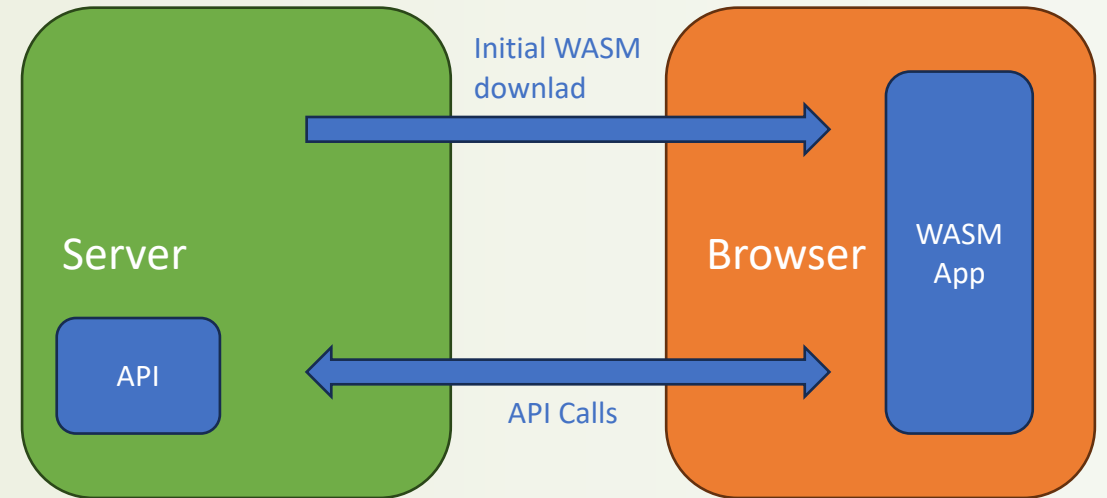 Initial WASM
downlad
Server
Browser
WASM
App
API
API Calls